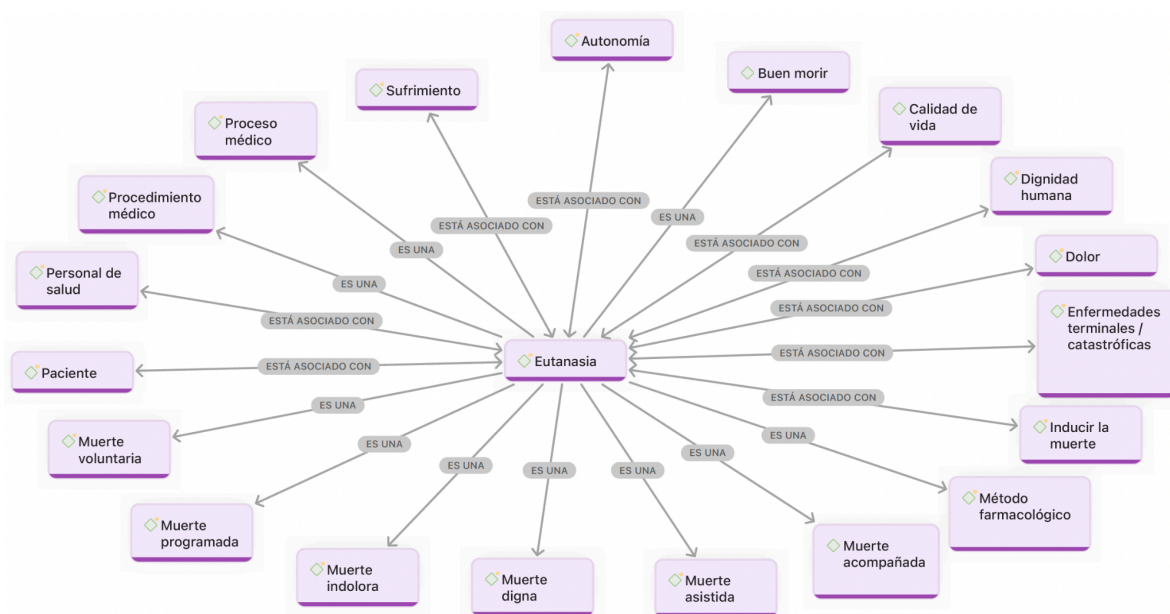 Autonomía
Buen morir
Sufrimiento
Calidad de
vida
Proceso
médico
Dignidad
humana
Procedimiento
médico
ESTÁ ASOCIADO CON
ES UNA
ESTÁ ASOCIADO CON
ES UNA
ESTÁ ASOCIADO CON
Dolor
Personal de
salud
ES UNA
ESTÁ ASOCIADO CON
ESTÁ ASOCIADO CON
Enfermedades
terminales /
catastróficas
ESTÁ ASOCIADO CON
ESTÁ ASOCIADO CON
Eutanasia
Paciente
ESTÁ ASOCIADO CON
ESTÁ ASOCIADO CON
ES UNA
ES UNA
ES UNA
ES UNA
ES UNA
ES UNA
ES UNA
Inducir la
muerte
Muerte
voluntaria
Método
farmacológico
Muerte
programada
Muerte
acompañada
Muerte
indolora
Muerte
digna
Muerte
asistida